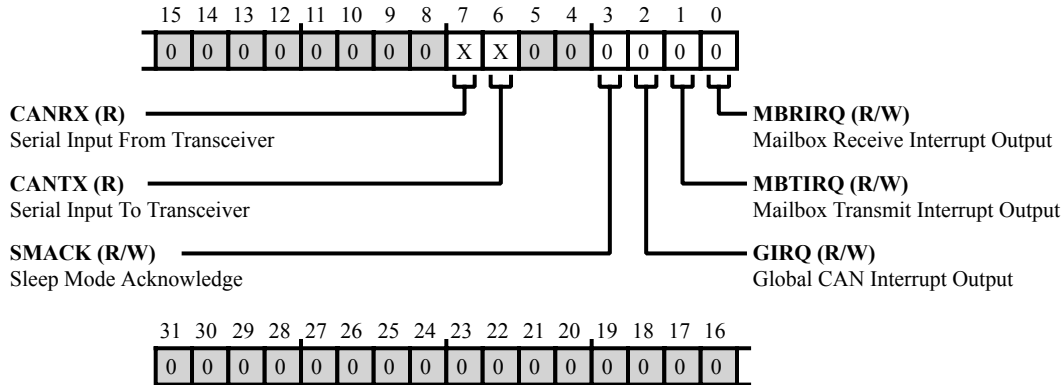 15 14 13 12 11 10 9 8 7 6 5 4 3 2 1 0
0 0 0 0 0 0 0 0 X X 0 0 0 0 0 0
CANRX (R)
Serial Input From Transceiver
MBRIRQ (R/W)
Mailbox Receive Interrupt Output
CANTX (R)
Serial Input To Transceiver
MBTIRQ (R/W)
Mailbox Transmit Interrupt Output
SMACK (R/W)
Sleep Mode Acknowledge
GIRQ (R/W)
Global CAN Interrupt Output
31 30 29 28 27 26 25 24 23 22 21 20 19 18 17 16
0 0 0 0 0 0 0 0 0 0 0 0 0 0 0 0